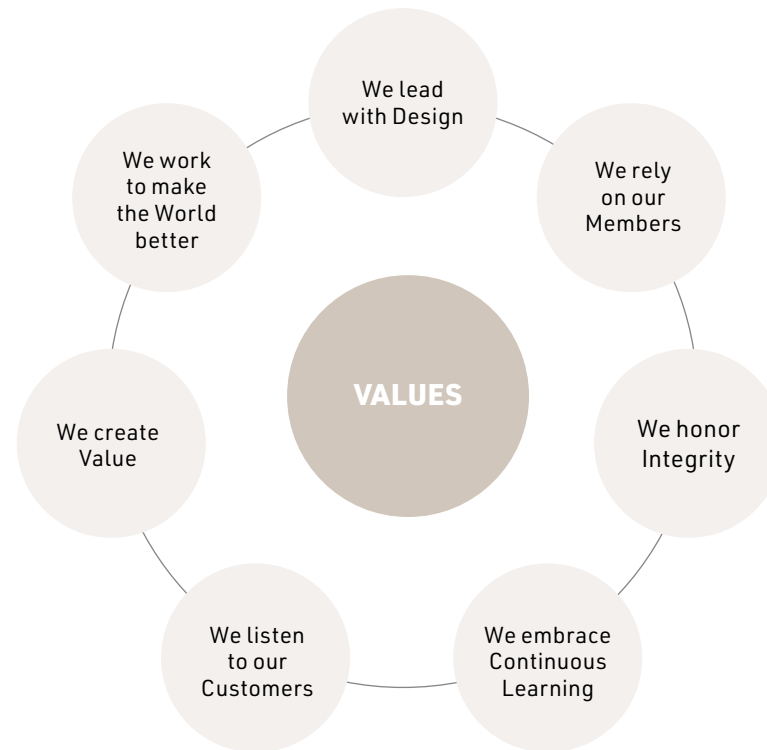 We lead
with Design
We rely
on our
Members
We honor
Integrity
We embrace
Continuous
Learning
We listen
to our
Customers
We create
Value
We work
to make
the World
better
VALUES